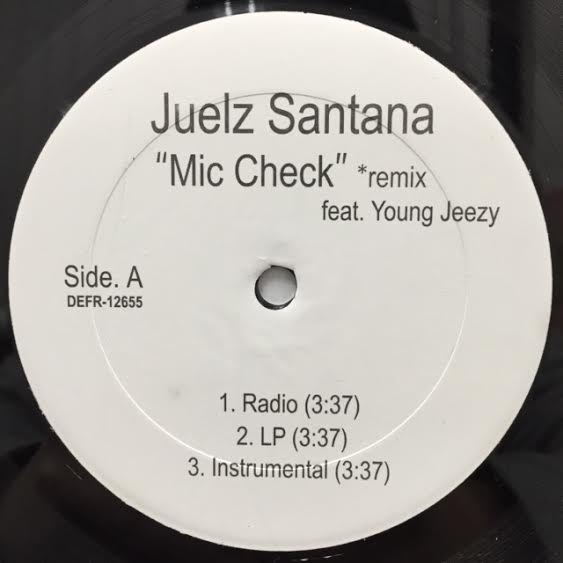 Juelz Santana
"Mic Check" *remix
feat. Young Jeezy
Side. A
DEFR-12655
1. Radio (3:37)
2. LP (3:37)
3. Instrumental (3:37)